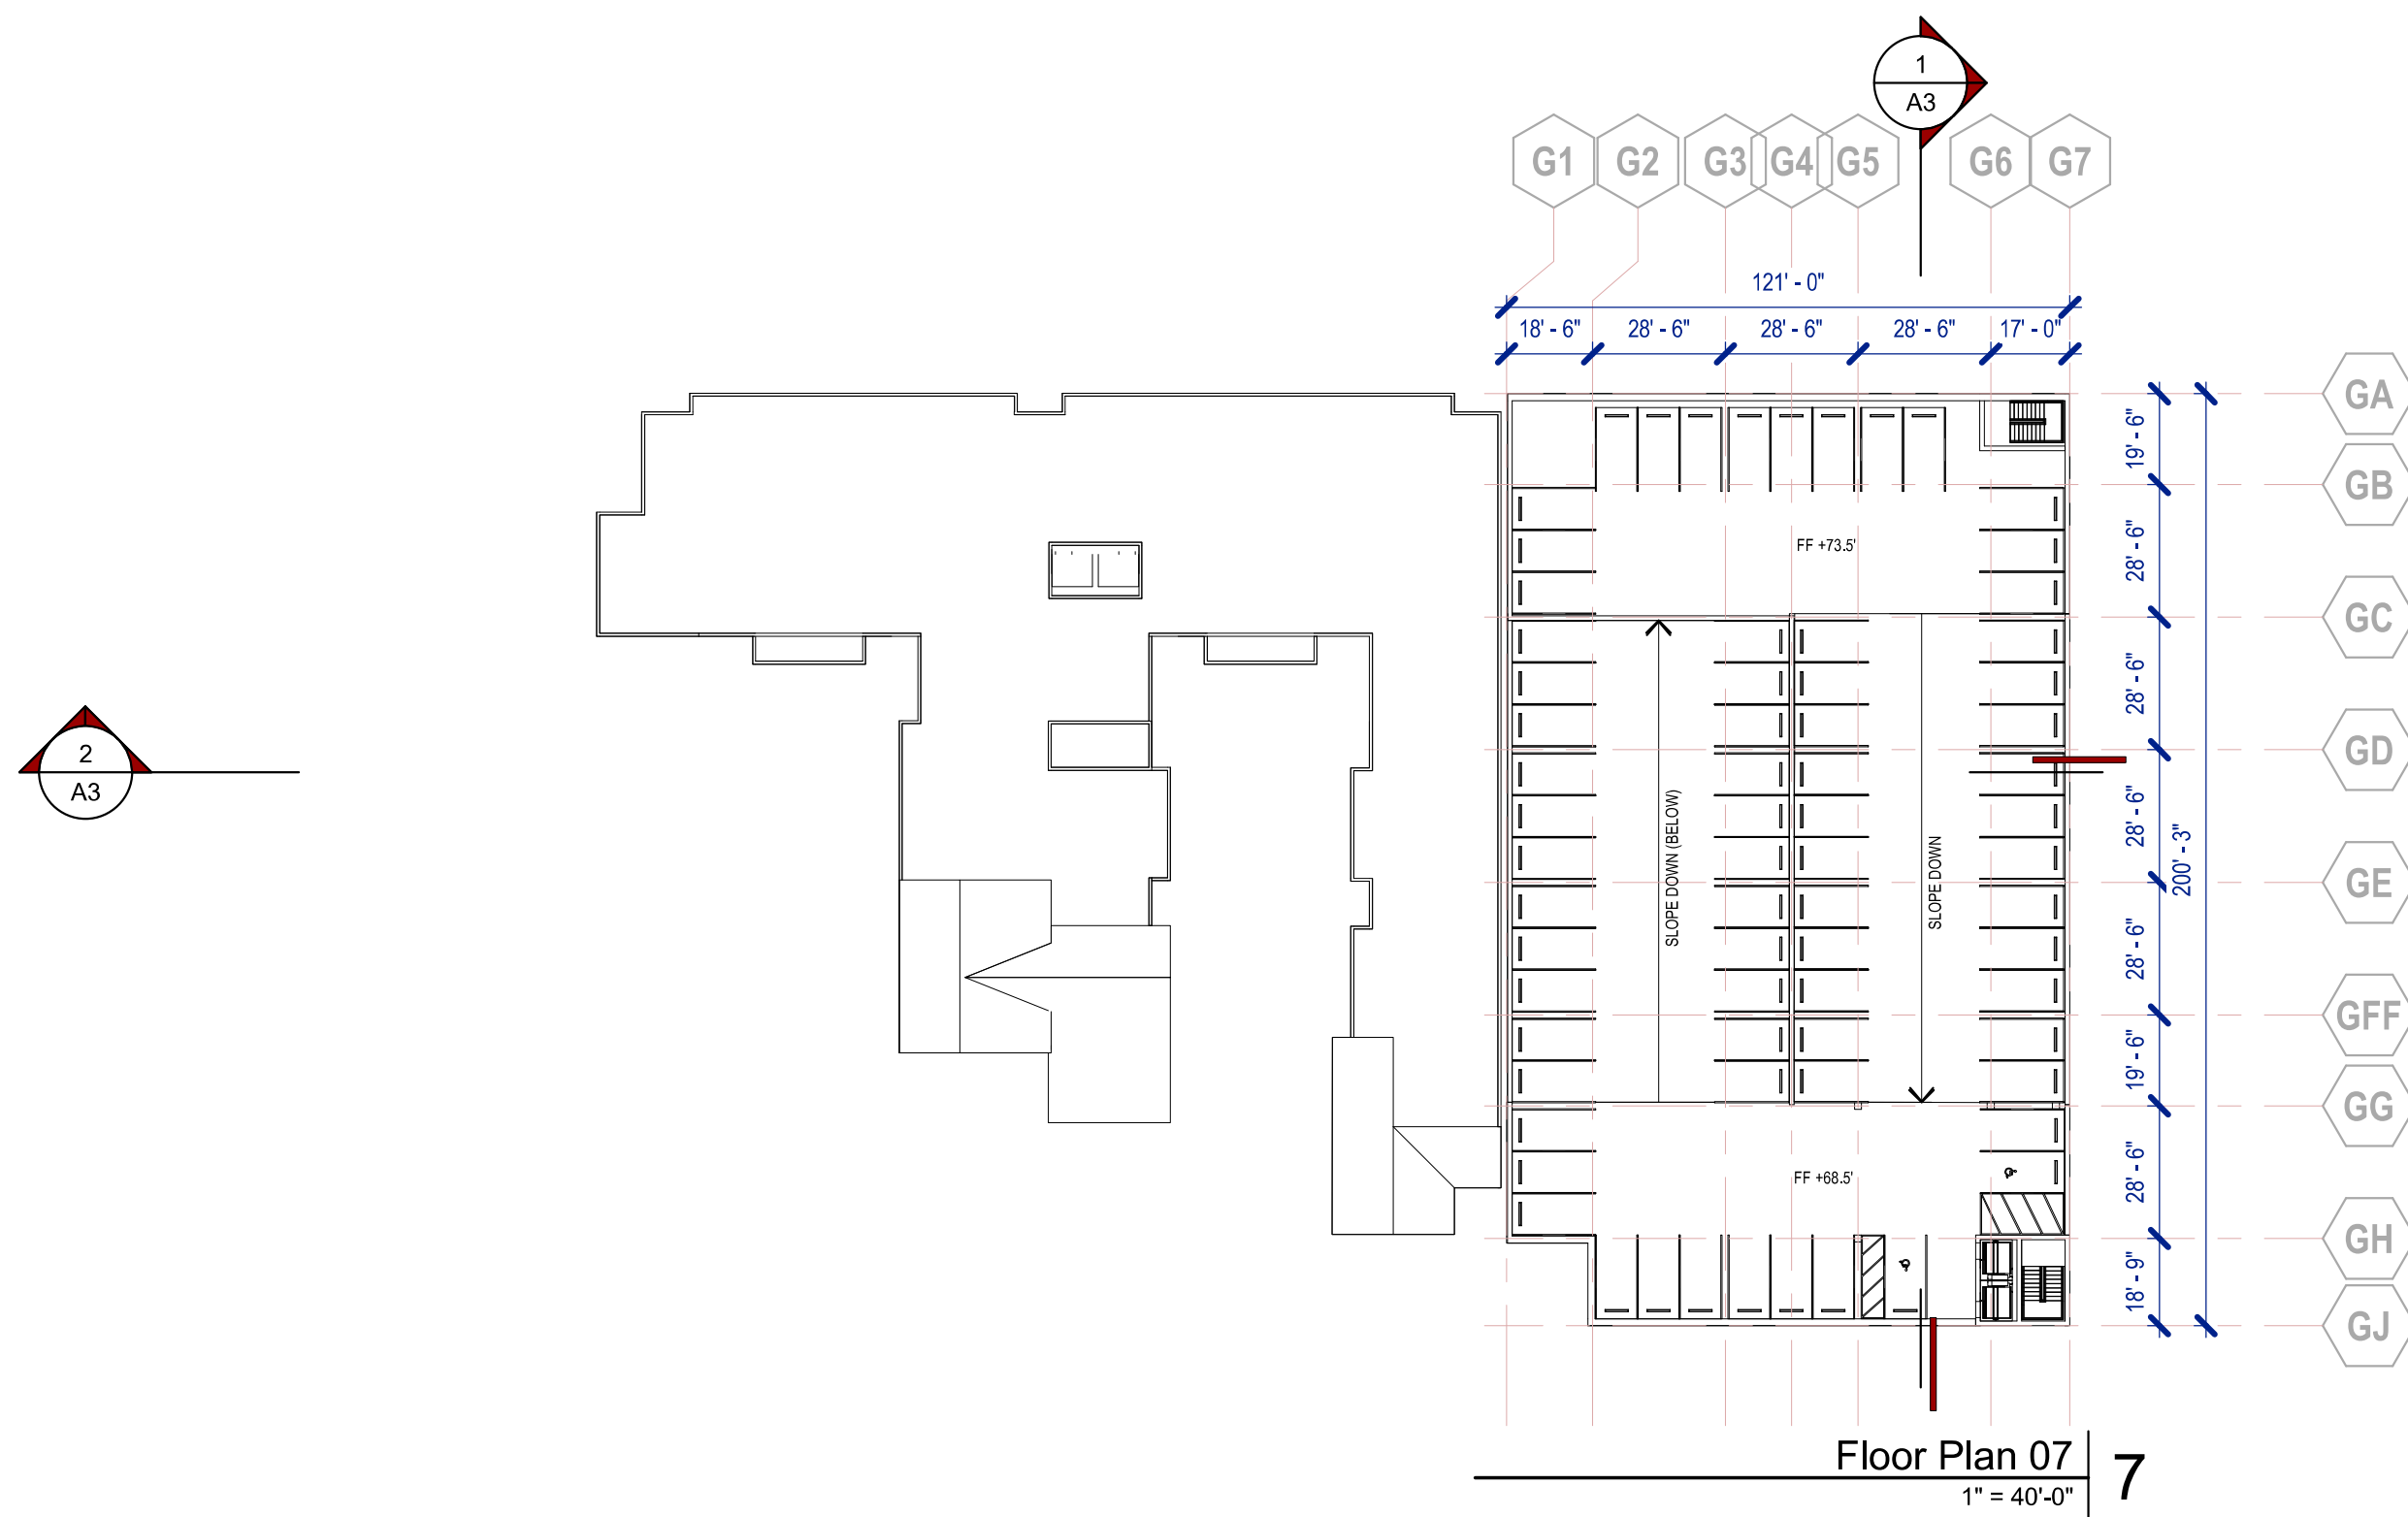 1
A3
G1 G2 G3 G4 G5 G6 G7
121' - 0"
18' - 6" 28' - 6" 28' - 6" 28' - 6" 17' - 0"
GA
19' - 6"
GB
28' - 6"
FF +73.5'
GC
28' - 6"
GD
2
A3
28' - 6"
SLOPE DOWN (BELOW)
SLOPE DOWN
200' - 3"
GE
28' - 6"
GFF
19' - 6"
GG
28' - 6"
FF +68.5'
GH
18' - 9"
GJ
Floor Plan 07
7
1" = 40'-0"